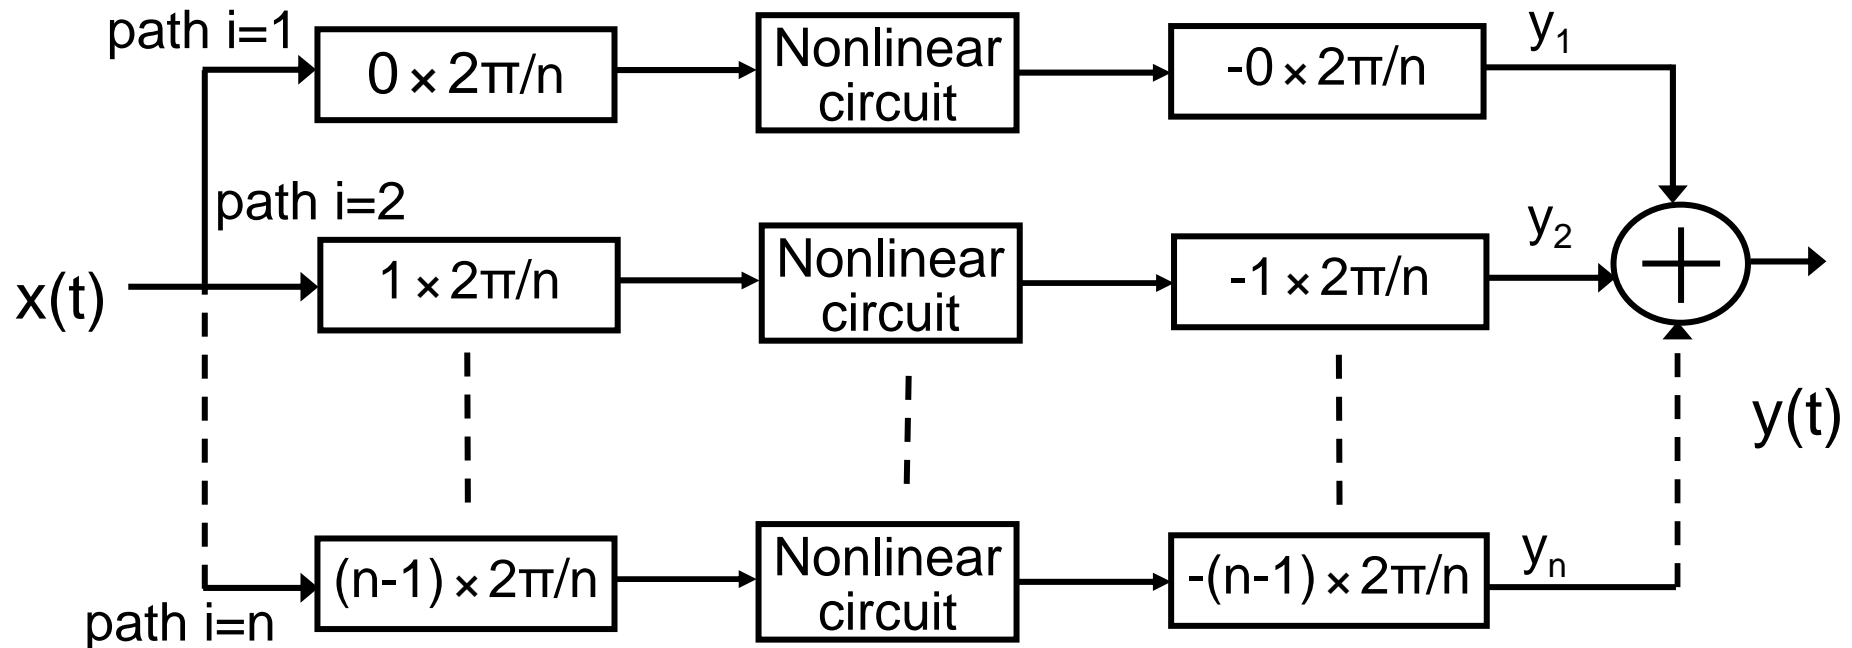 path i=1
0 × 2π/n
Nonlinear
circuit
-0 × 2π/n
y₁
path i=2
1 × 2π/n
Nonlinear
circuit
-1 × 2π/n
y₂
x(t)
y(t)
(n-1) × 2π/n
Nonlinear
circuit
-(n-1) × 2π/n
yₙ
path i=n